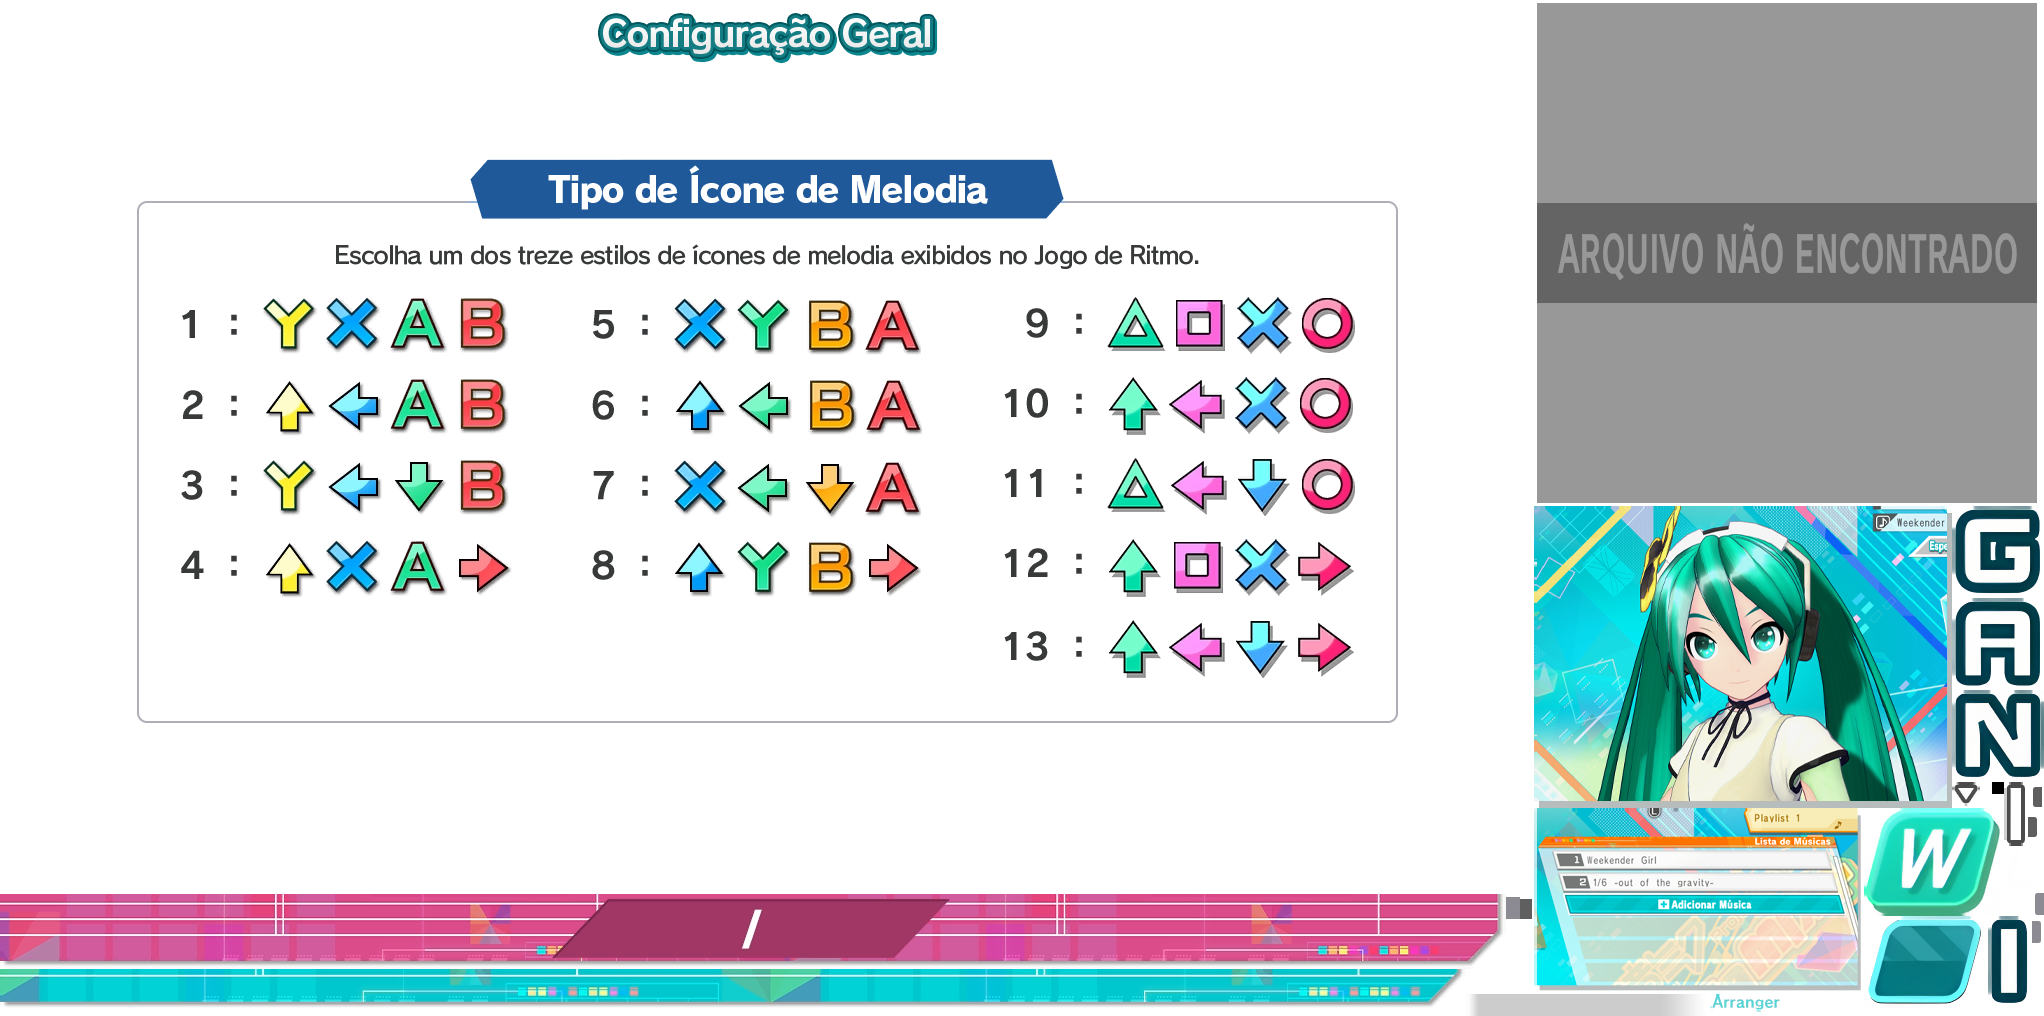 Configuração Geral
Tipo de Ícone de Melodia
Escolha um dos treze estilos de ícones de melodia exibidos no Jogo de Ritmo.
1 : Y X A B
2 : A B
3 : Y B
4 : X A
5 : X Y B A
6 : B A
7 : X A
8 : Y B
9 :
10 :
11 :
12 :
13 :
/
ARQUIVO NÃO ENCONTRADO
Weekender
Espe
G
A
N
W
Playlist 1
Lista de Músicas
1 Weekender Girl
2 1/6 -out of the gravity-
Adicionar Música
Arranger